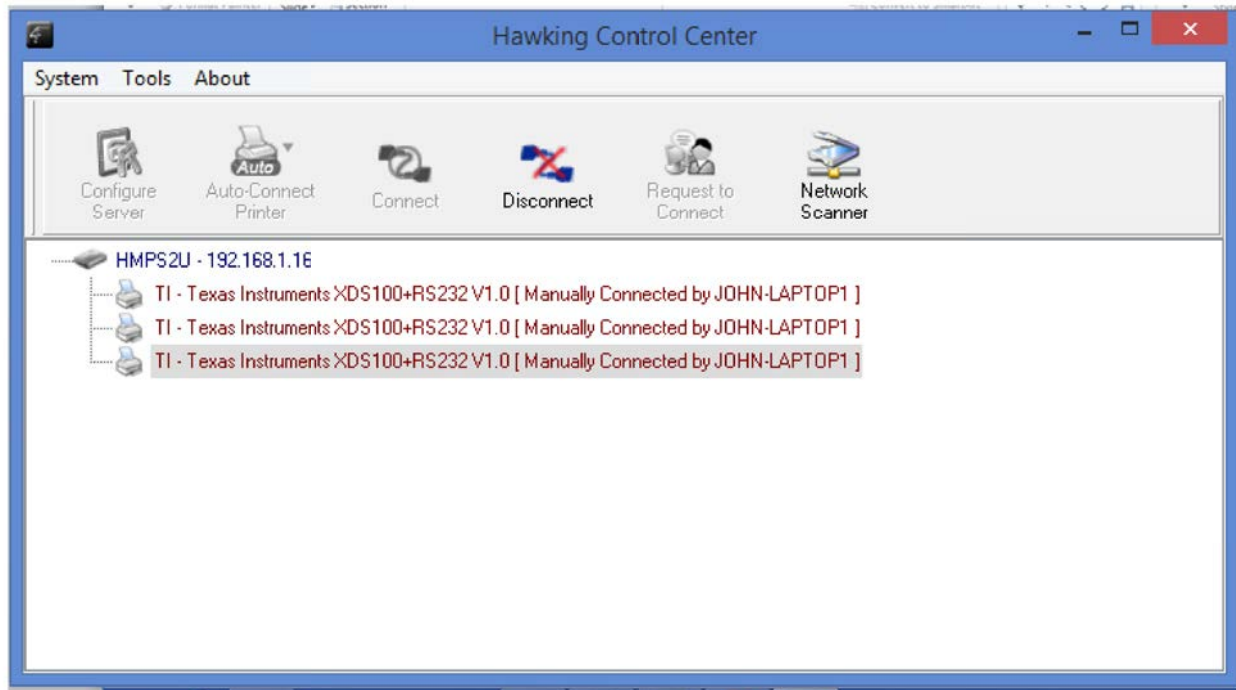 Hawking Control Center
System Tools About
Configure Server
Auto
Auto-Connect Printer
Connect
Disconnect
Request to Connect
Network Scanner
HMPS2U - 192.168.1.16
TI - Texas Instruments XDS100+RS232 V1.0 [ Manually Connected by JOHN-LAPTOP1 ]
TI - Texas Instruments XDS100+RS232 V1.0 [ Manually Connected by JOHN-LAPTOP1 ]
TI - Texas Instruments XDS100+RS232 V1.0 [ Manually Connected by JOHN-LAPTOP1 ]